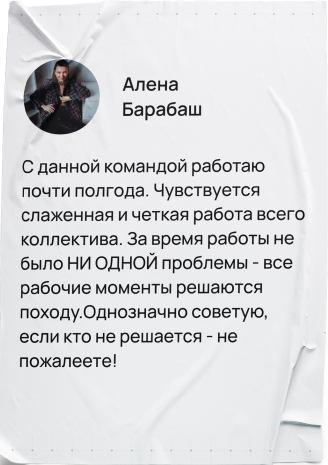 Алена
Барабаш
С данной командой работаю
почти полгода. Чувствуется
слаженная и четкая работа всего
коллектива. За время работы не
было НИ ОДНОЙ проблемы - все
рабочие моменты решаются
походу.Однозначно советую,
если кто не решается - не
пожалеете!